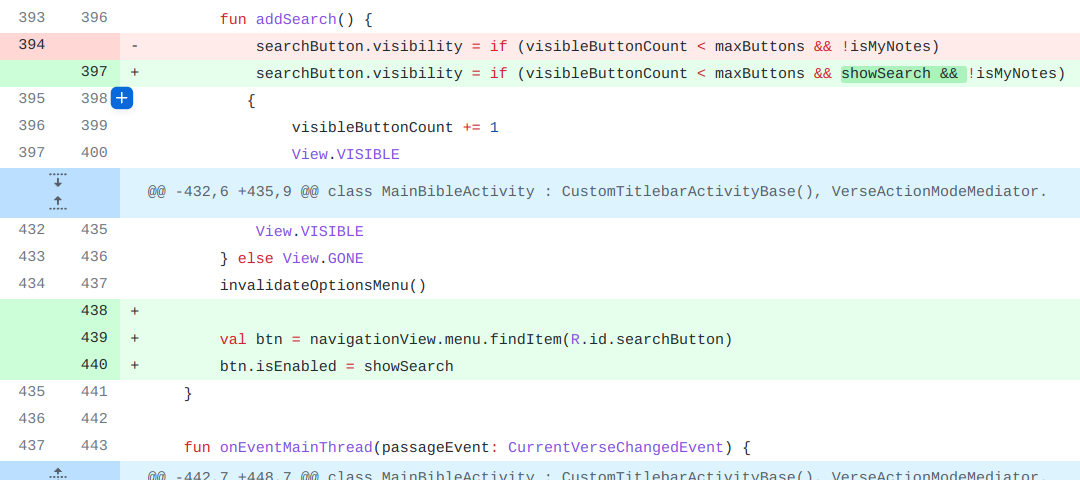 393 396 fun addSearch() {
394 - searchButton.visibility = if (visibleButtonCount < maxButtons && !isMyNotes)
397 + searchButton.visibility = if (visibleButtonCount < maxButtons && showSearch && !isMyNotes)
395 398 + {
396 399 visibleButtonCount += 1
397 400 View.VISIBLE
@@ -432,6 +435,9 @@ class MainBibleActivity : CustomTitlebarActivityBase(), VerseActionModeMediator.
432 435 View.VISIBLE
433 436 } else View.GONE
434 437 invalidateOptionsMenu()
438 +
439 + val btn = navigationView.menu.findItem(R.id.searchButton)
440 + btn.isEnabled = showSearch
435 441 }
436 442
437 443 fun onEventMainThread(passageEvent: CurrentVerseChangedEvent) {
@@ -442,7 +448,7 @@ class MainBibleActivity : CustomTitlebarActivityBase(), VerseActionModeMediator.